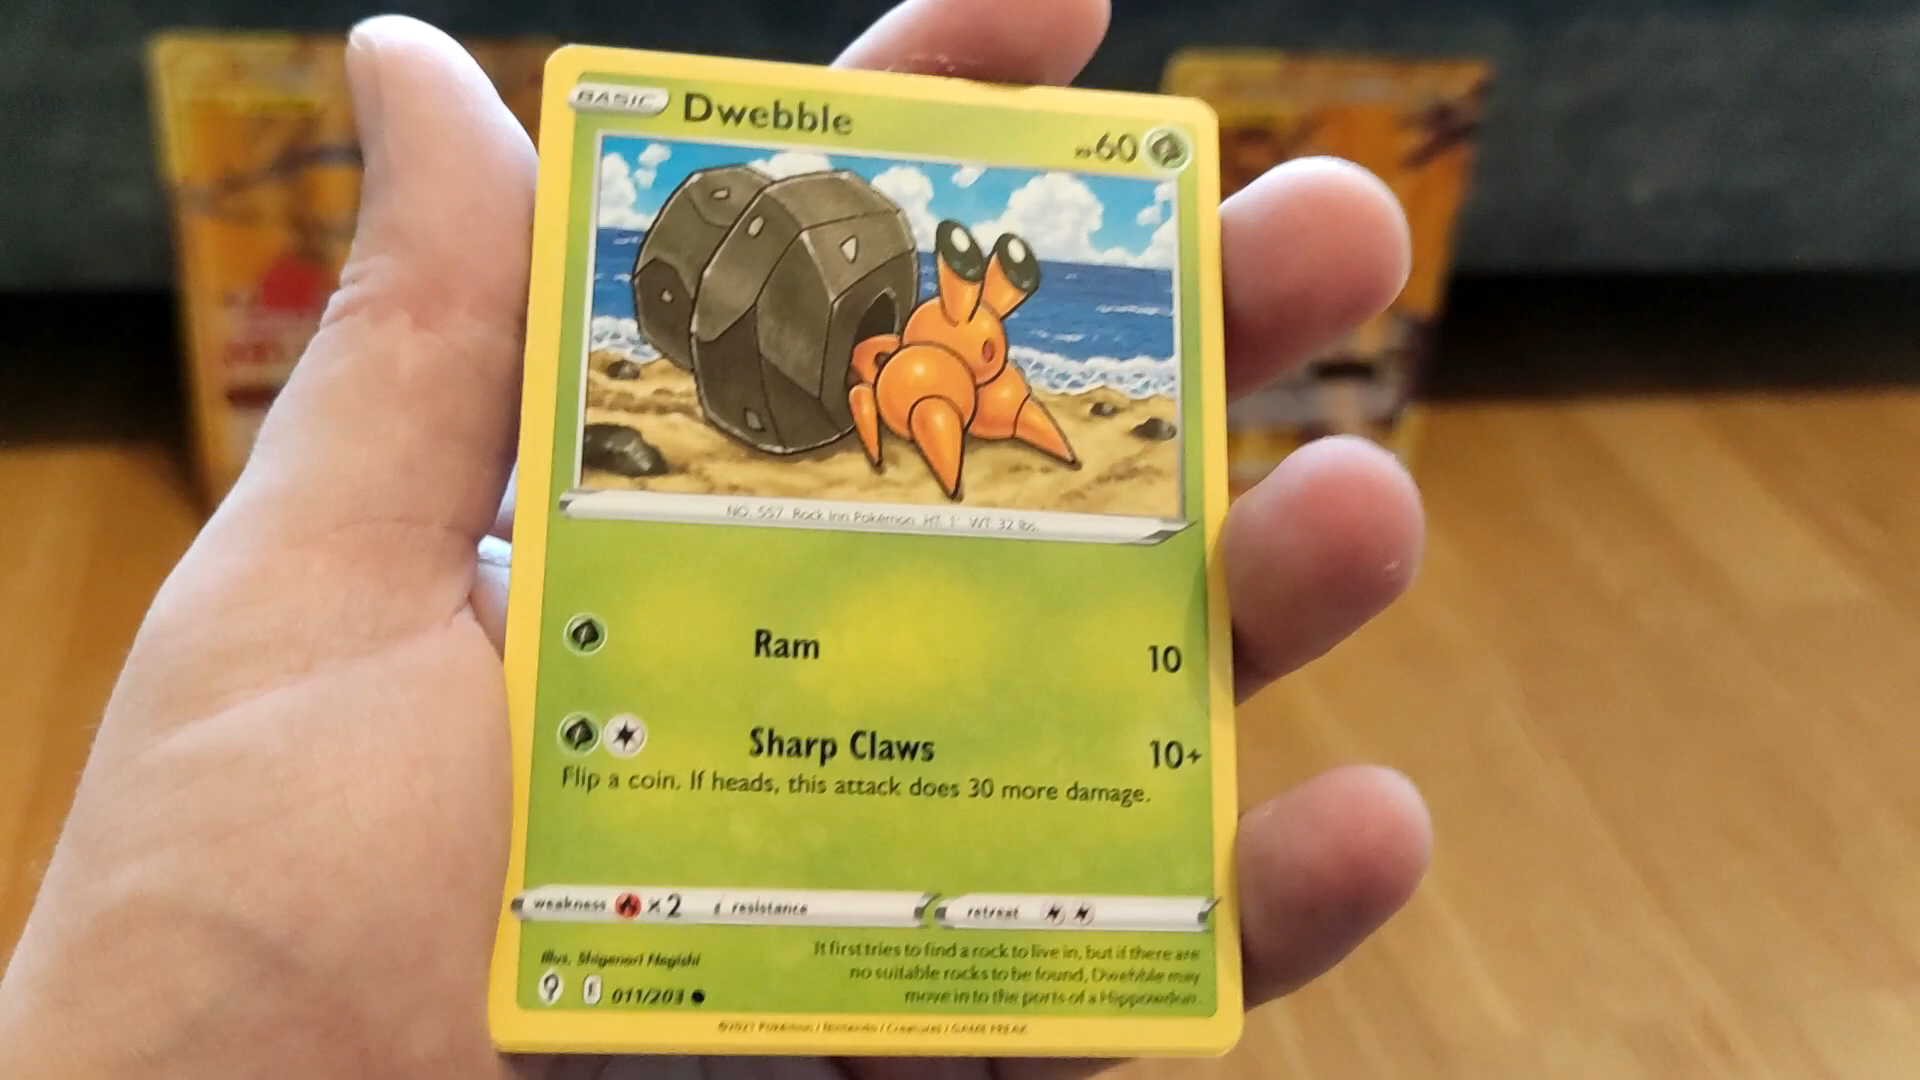 BASIC Dwebble HP60
NO. 557 Rock Inn Pokémon HT: 1' WT: 32 lbs.
Ram 10
Sharp Claws 10+
Flip a coin. If heads, this attack does 30 more damage.
weakness ×2 resistance retreat
Illus. Shigenori Negishi
It first tries to find a rock to live in, but if there are
no suitable rocks to be found, Dwebble may
move in to the ports of a Hippowdon.
E 011/203
©2021 Pokémon / Nintendo / Creatures / GAME FREAK